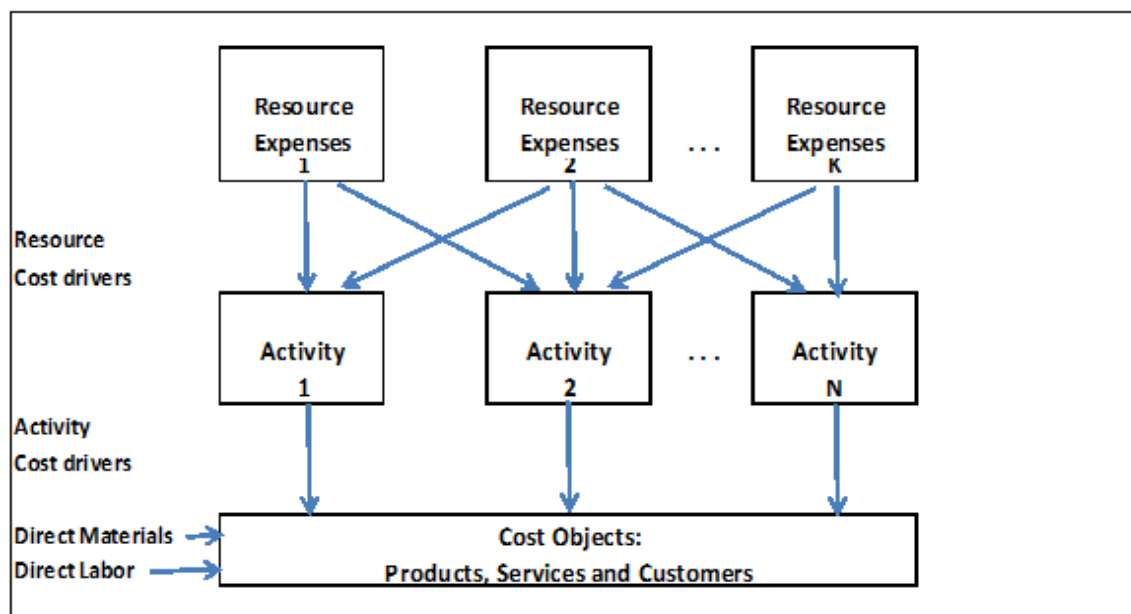 Resource
Expenses
1
Resource
Expenses
2
. . .
Resource
Expenses
K
Resource
Cost drivers
Activity
1
Activity
2
...
Activity
N
Activity
Cost drivers
Direct Materials
Direct Labor
Cost Objects:
Products, Services and Customers